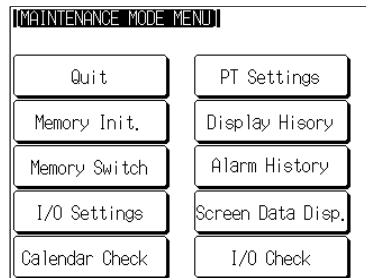 [MAINTENANCE MODE MENU]
Quit
PT Settings
Memory Init.
Display Hisory
Memory Switch
Alarm History
I/O Settings
Screen Data Disp.
Calendar Check
I/O Check